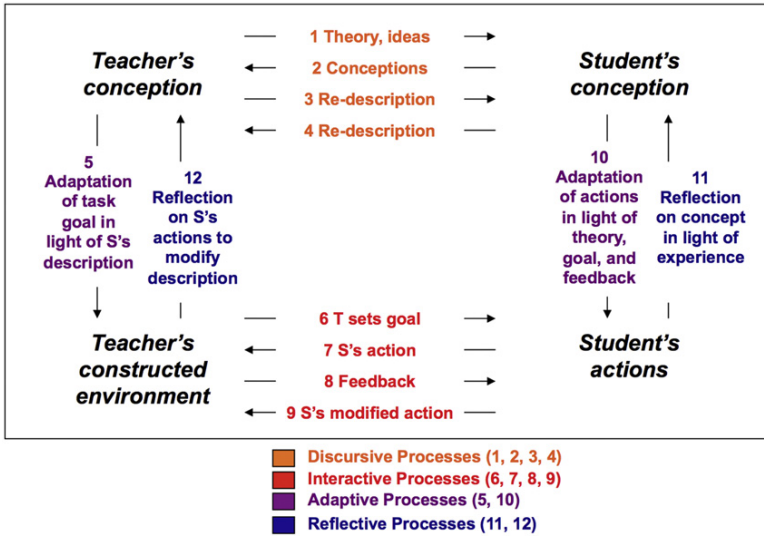 Teacher's
conception
1 Theory, ideas
2 Conceptions
3 Re-description
4 Re-description
Student's
conception
5
Adaptation
of task
goal in
light of S's
description
12
Reflection
on S's
actions to
modify
description
10
Adaptation
of actions
in light of
theory,
goal, and
feedback
11
Reflection
on concept
in light of
experience
Teacher's
constructed
environment
6 T sets goal
7 S's action
8 Feedback
9 S's modified action
Student's
actions
Discursive Processes (1, 2, 3, 4)
Interactive Processes (6, 7, 8, 9)
Adaptive Processes (5, 10)
Reflective Processes (11, 12)